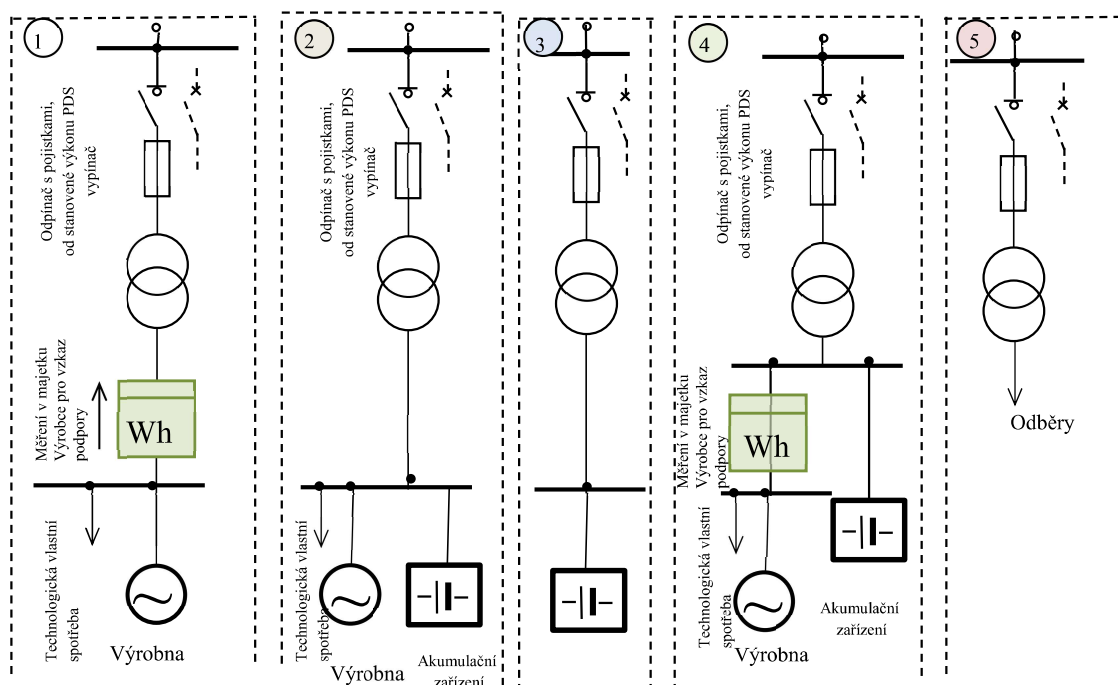 1
Odpínač s pojistkami,
od stanovené výkonu PDS
vypínač
Měření v majetku
Výrobce pro vzkaz
podpory
Wh
Technologická vlastní
spotřeba
Výrobna
2
Odpínač s pojistkami,
od stanovené výkonu PDS
vypínač
Technologická vlastní
spotřeba
Výrobna
Akumulační
zařízení
3
4
Odpínač s pojistkami,
od stanovené výkonu PDS
vypínač
Měření v majetku
Výrobce pro vzkaz
podpory
Wh
Technologická vlastní
spotřeba
Výrobna
Akumulační
zařízení
5
Odběry